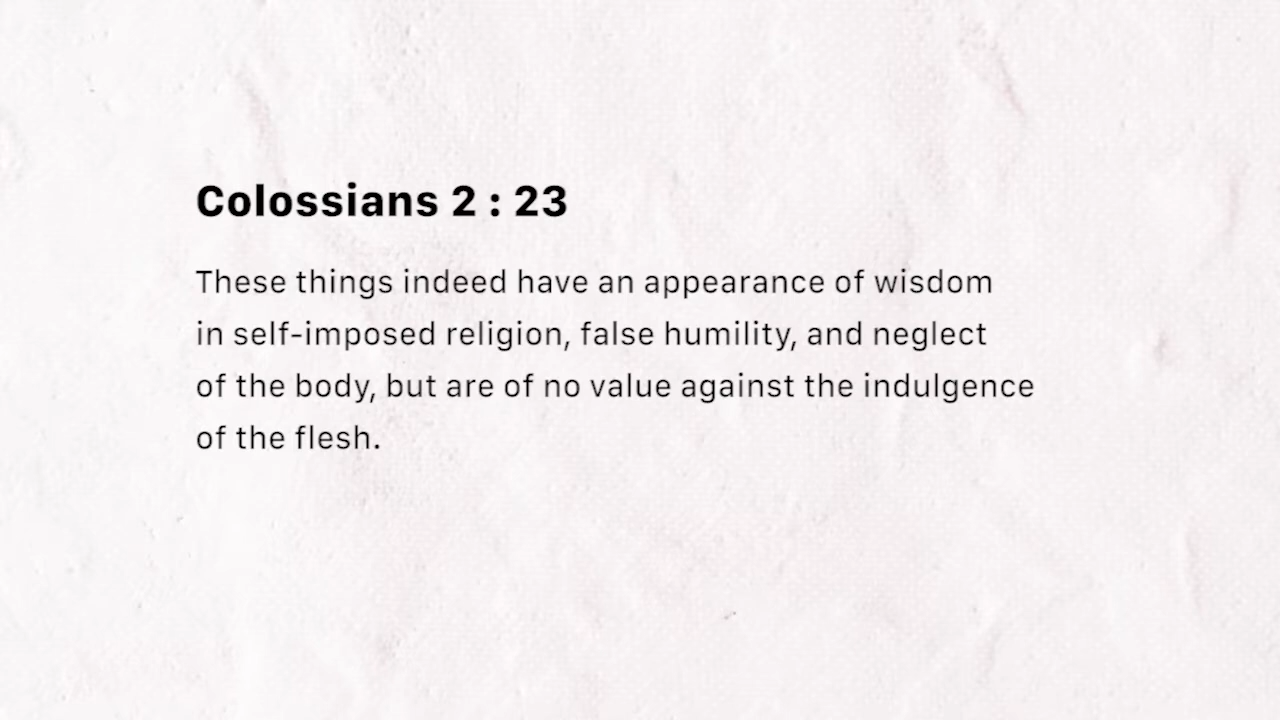 Colossians 2 : 23
These things indeed have an appearance of wisdom
in self-imposed religion, false humility, and neglect
of the body, but are of no value against the indulgence
of the flesh.